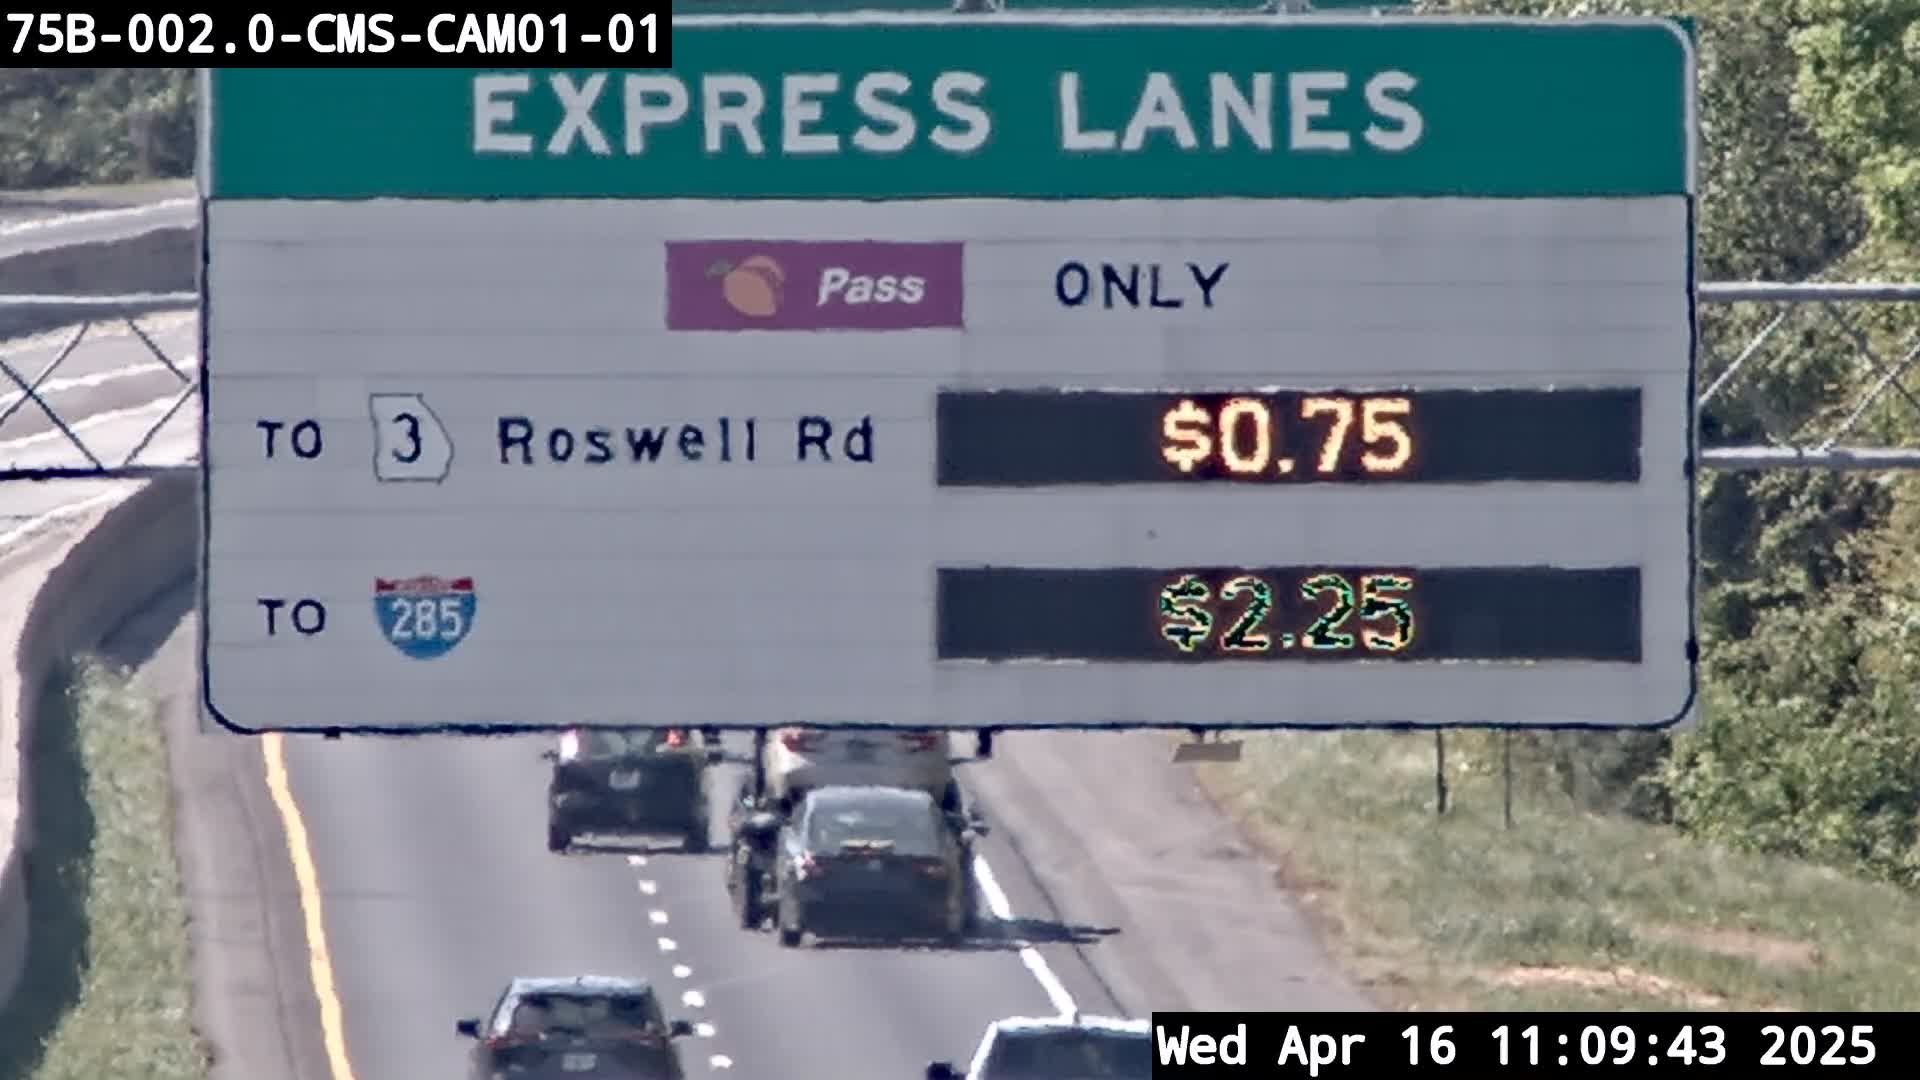 75B-002.0-CMS-CAM01-01
EXPRESS LANES
Pass ONLY
TO 3 Roswell Rd $0.75
TO 285 $2.25
Wed Apr 16 11:09:43 2025